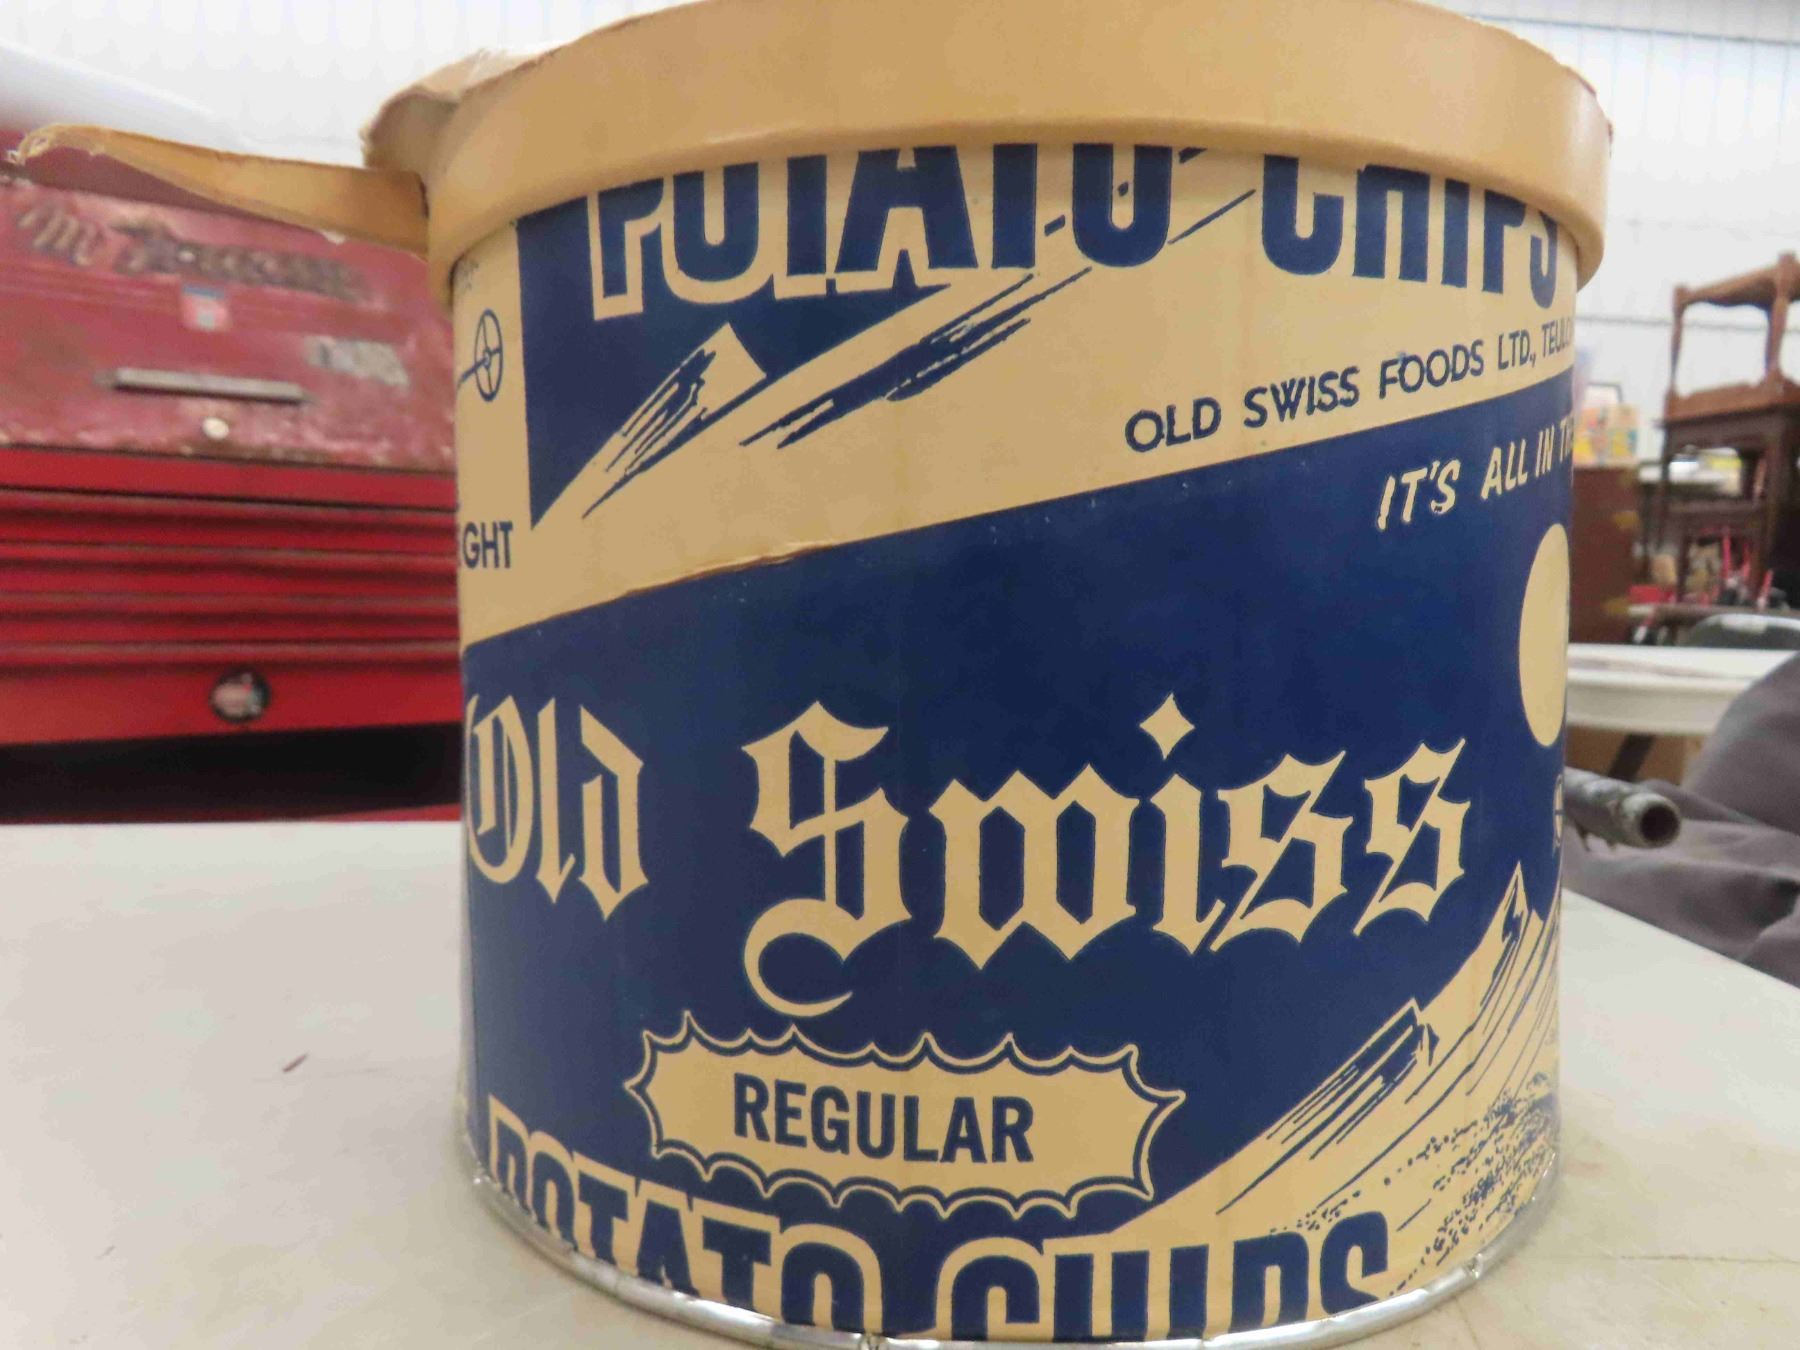 POTATO CHIPS
OLD SWISS FOODS LTD.,
IT'S ALL IN
GHT
Old Swiss
REGULAR
POTATO CHIPS